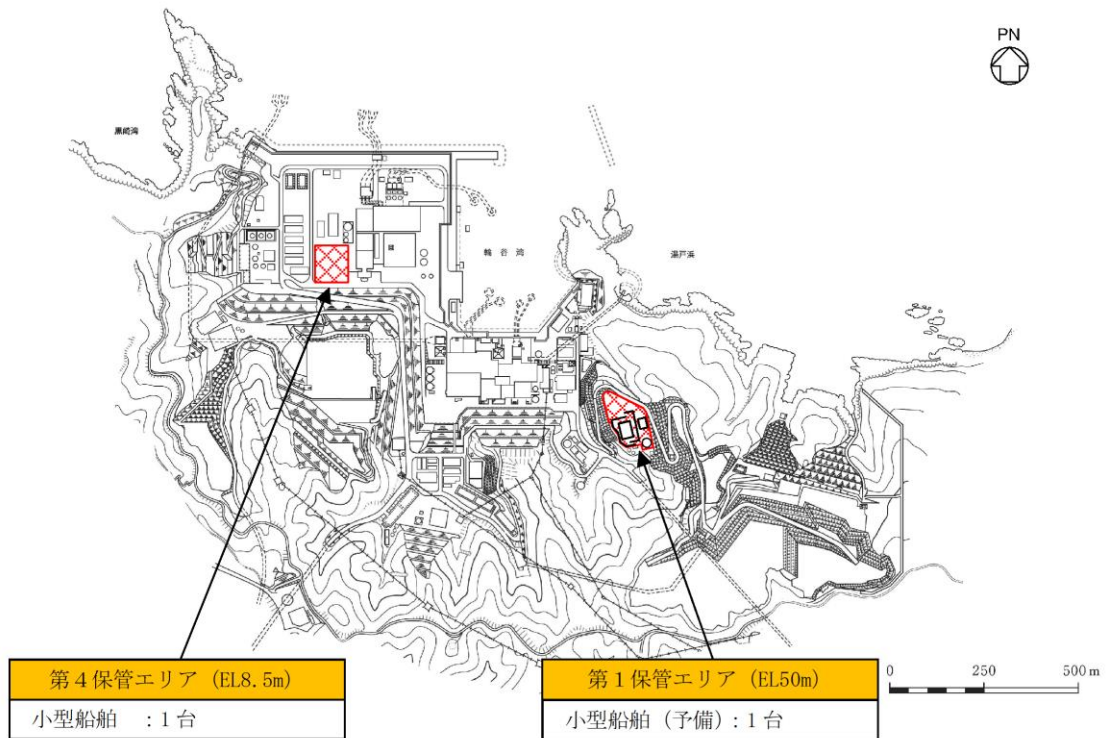 PN
黒崎湾
輪谷湾
湯戸浜
第4保管エリア (EL8.5m)
小型船舶 : 1台
第1保管エリア (EL50m)
小型船舶 (予備) : 1台
0 250 500m